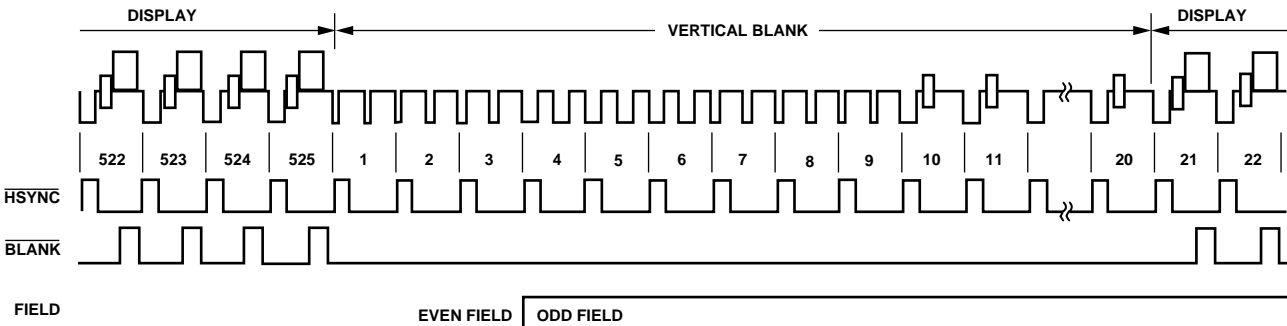 DISPLAY
VERTICAL BLANK
DISPLAY
522 523 524 525 1 2 3 4 5 6 7 8 9 10 11 20 21 22
HSYNC
BLANK
FIELD
EVEN FIELD ODD FIELD